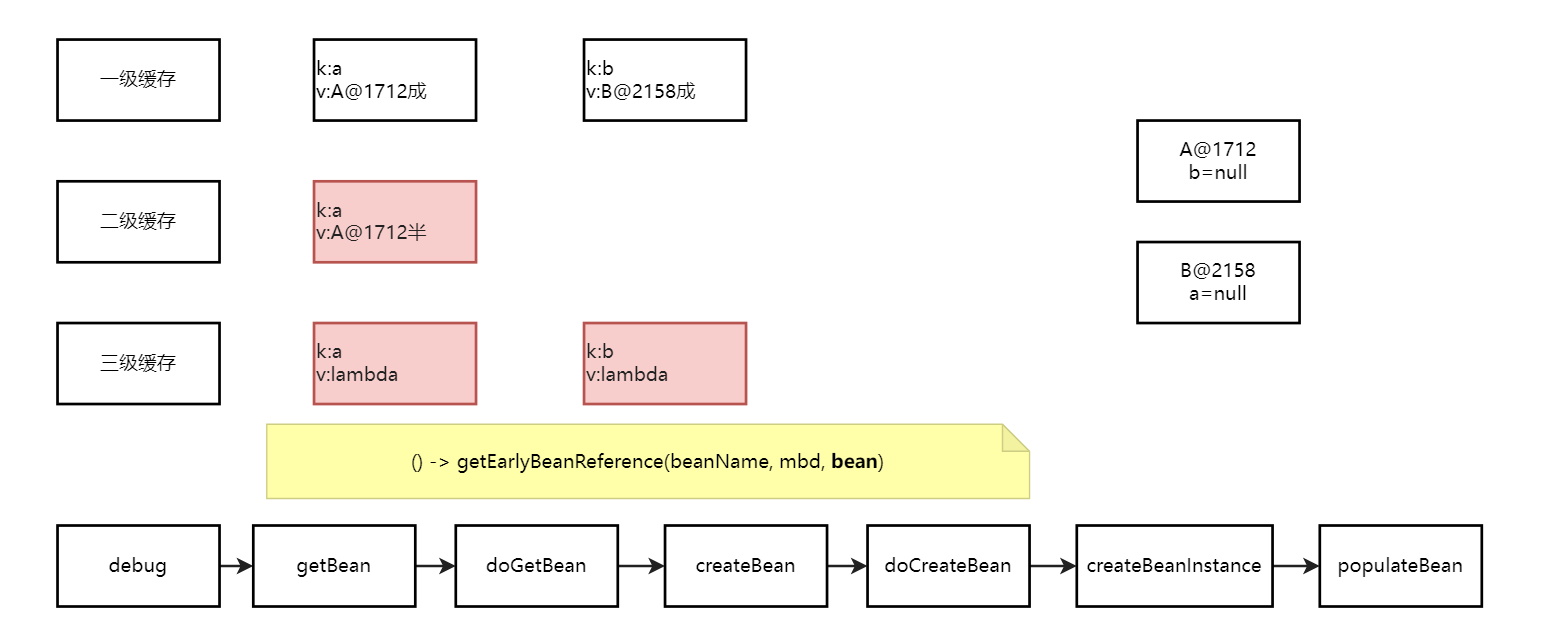 一级缓存
k:a
v:A@1712成
k:b
v:B@2158成
A@1712
b=null
二级缓存
k:a
v:A@1712半
B@2158
a=null
三级缓存
k:a
v:lambda
k:b
v:lambda
() -> getEarlyBeanReference(beanName, mbd, bean)
debug
getBean
doGetBean
createBean
doCreateBean
createBeanInstance
populateBean